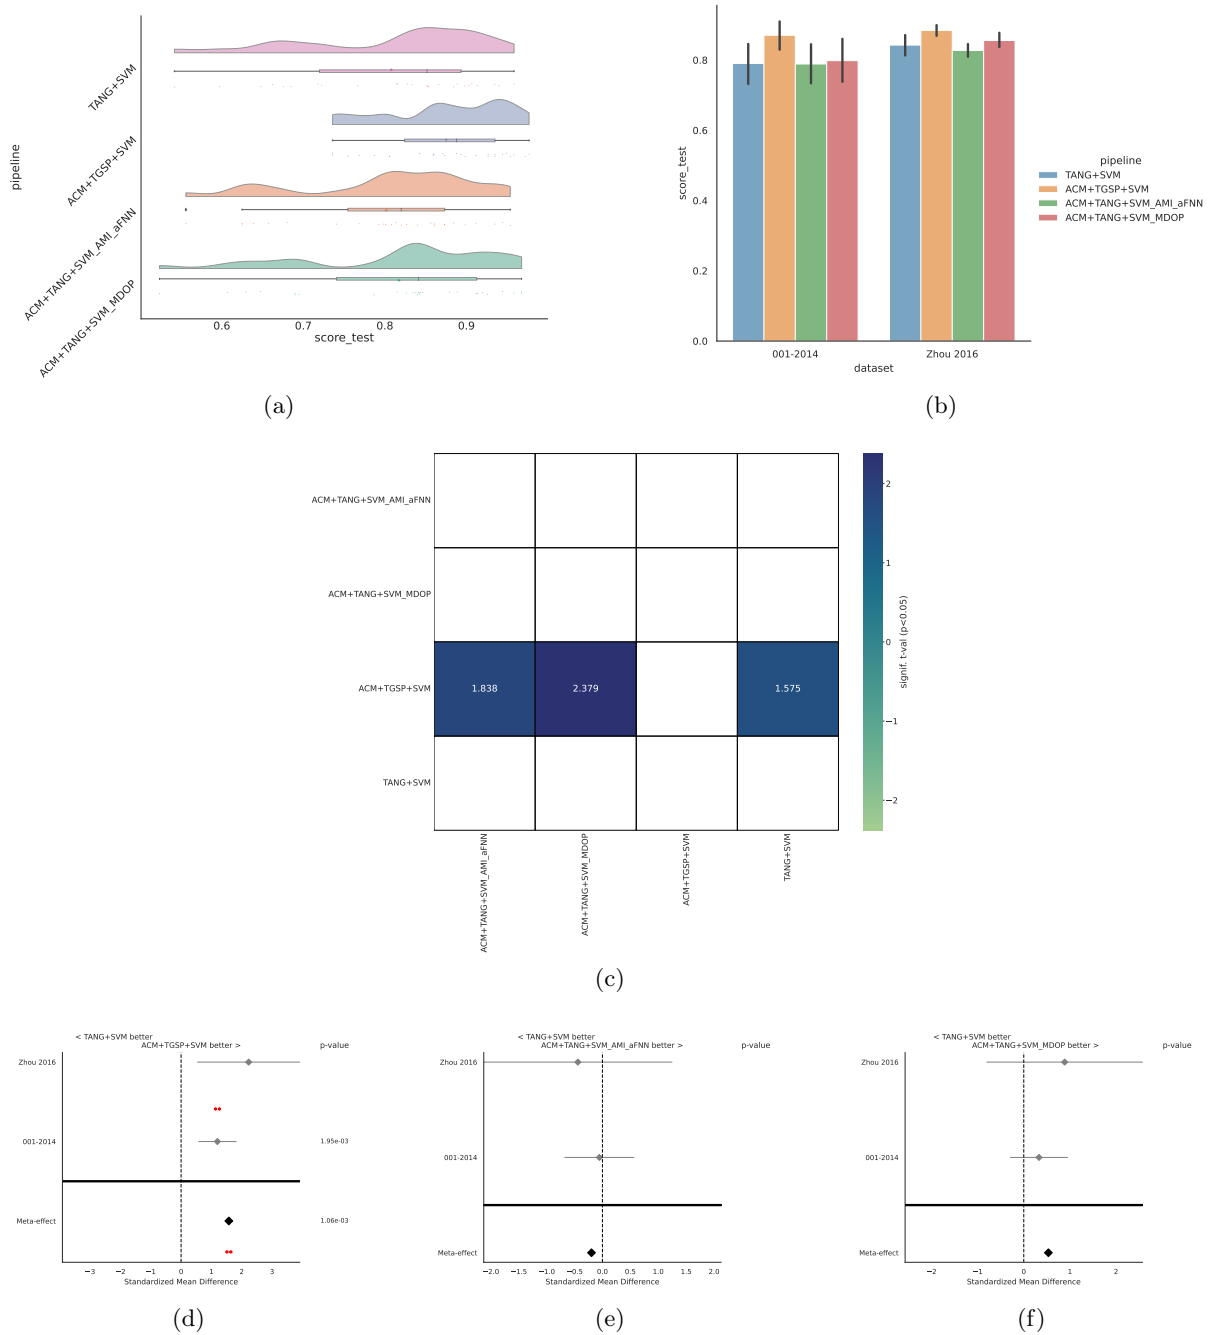 pipeline
TANG+SVM
ACM+TGSP+SVM
ACM+TANG+SVM_AMI_aFNN
ACM+TANG+SVM_MDOP
0.6 0.7 0.8 0.9
score_test
(a)
score_test
0.8
0.6
0.4
0.2
0.0
001-2014 Zhou 2016
dataset
pipeline
TANG+SVM
ACM+TGSP+SVM
ACM+TANG+SVM_AMI_aFNN
ACM+TANG+SVM_MDOP
(b)
ACM+TANG+SVM_AMI_aFNN
ACM+TANG+SVM_MDOP
ACM+TGSP+SVM
TANG+SVM
1.838 2.379 1.575
ACM+TANG+SVM_AMI_aFNN
ACM+TANG+SVM_MDOP
ACM+TGSP+SVM
TANG+SVM
2
1
0
−1
−2
signif. t-val (p<0.05)
(c)
< TANG+SVM better
ACM+TGSP+SVM better >
p-value
Zhou 2016
001-2014
1.95e-03
Meta-effect
1.06e-03
−3 −2 −1 0 1 2 3
Standardized Mean Difference
(d)
< TANG+SVM better
ACM+TANG+SVM_AMI_aFNN better >
p-value
Zhou 2016
001-2014
Meta-effect
−2.0 −1.5 −1.0 −0.5 0.0 0.5 1.0 1.5 2.0
Standardized Mean Difference
(e)
< TANG+SVM better
ACM+TANG+SVM_MDOP better >
p-value
Zhou 2016
001-2014
Meta-effect
−2 −1 0 1 2
Standardized Mean Difference
(f)